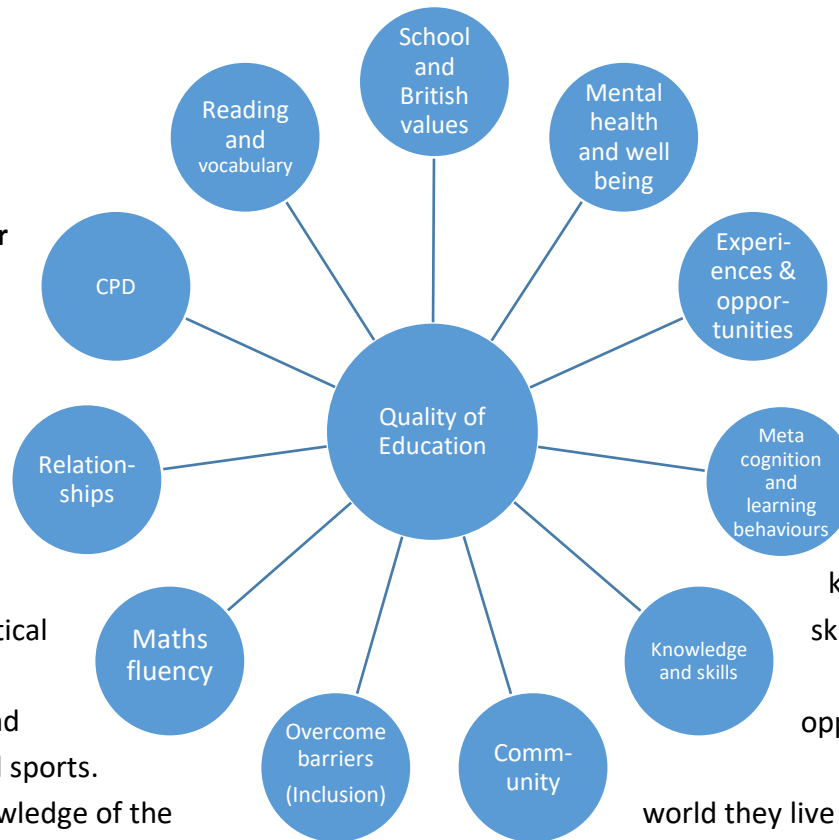 School
and
British
values
Reading
and
vocabulary
Mental
health
and well
being
r
CPD
Experi-
ences &
oppor-
tunities
Quality of
Education
Relation-
ships
Meta
cognition
and
learning
behaviours
k
tical
sk
Maths
fluency
Knowledge
and skills
nd
opp
Overcome
barriers
(Inclusion)
Comm-
unity
l sports.
wledge of the
world they live